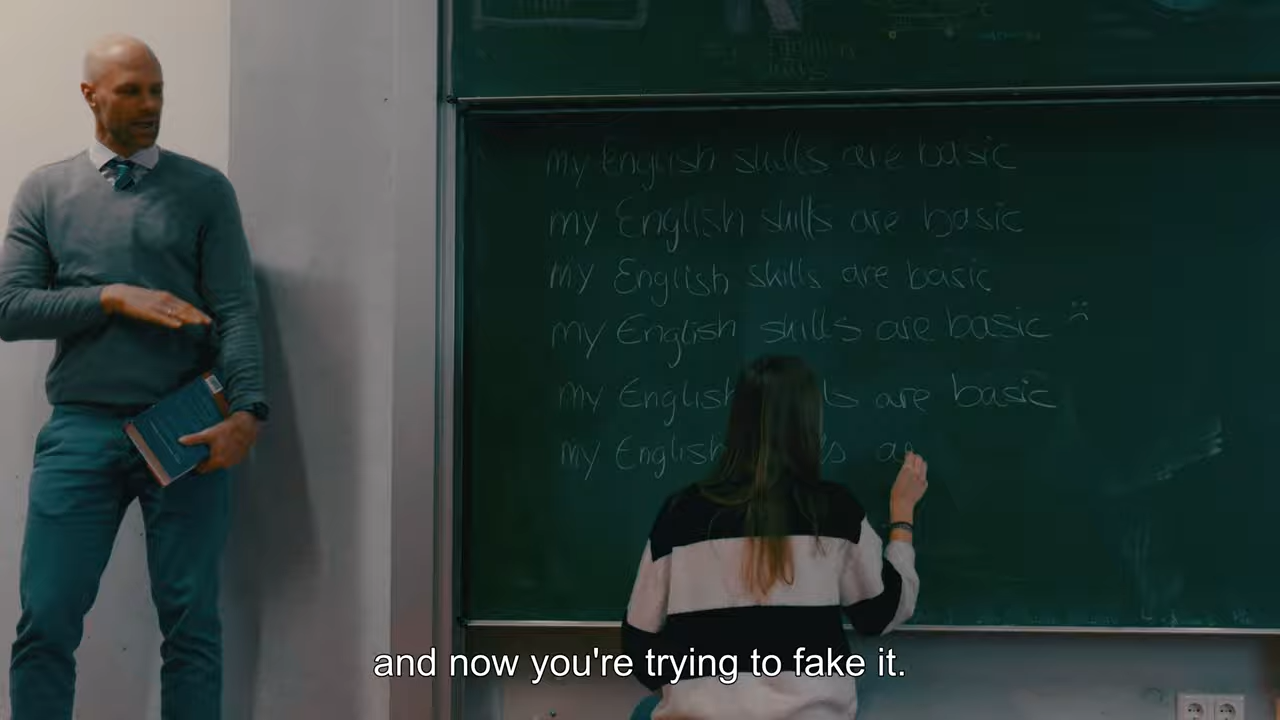 my English skills are basic
my English skills are basic
my English skills are basic
my English skills are basic :(
my English ls are basic
my English s a
and now you're trying to fake it.